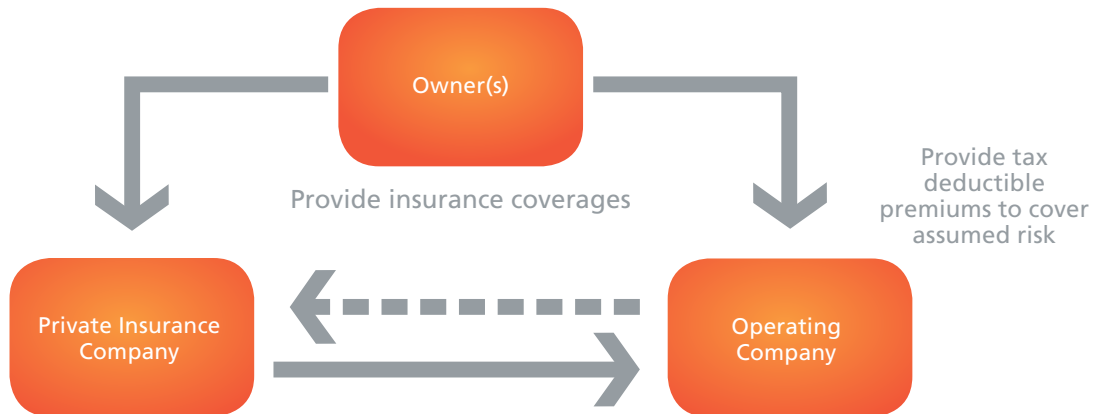 Owner(s)
Provide insurance coverages
Provide tax
deductible
premiums to cover
assumed risk
Private Insurance
Company
Operating
Company